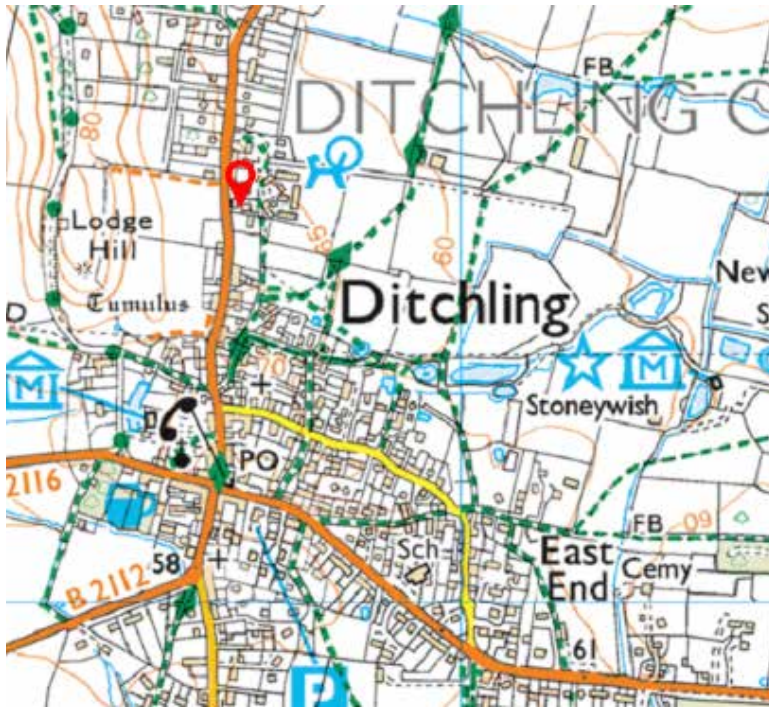 FB
DITCHLING C
80
Lodge
Hill
Tumulus
65
60
Ditchling
New
S
D
M
M
70
Stoneywish
PO
2116
58
B 2112
Sch
East
End
FB
60
Cemy
61
P